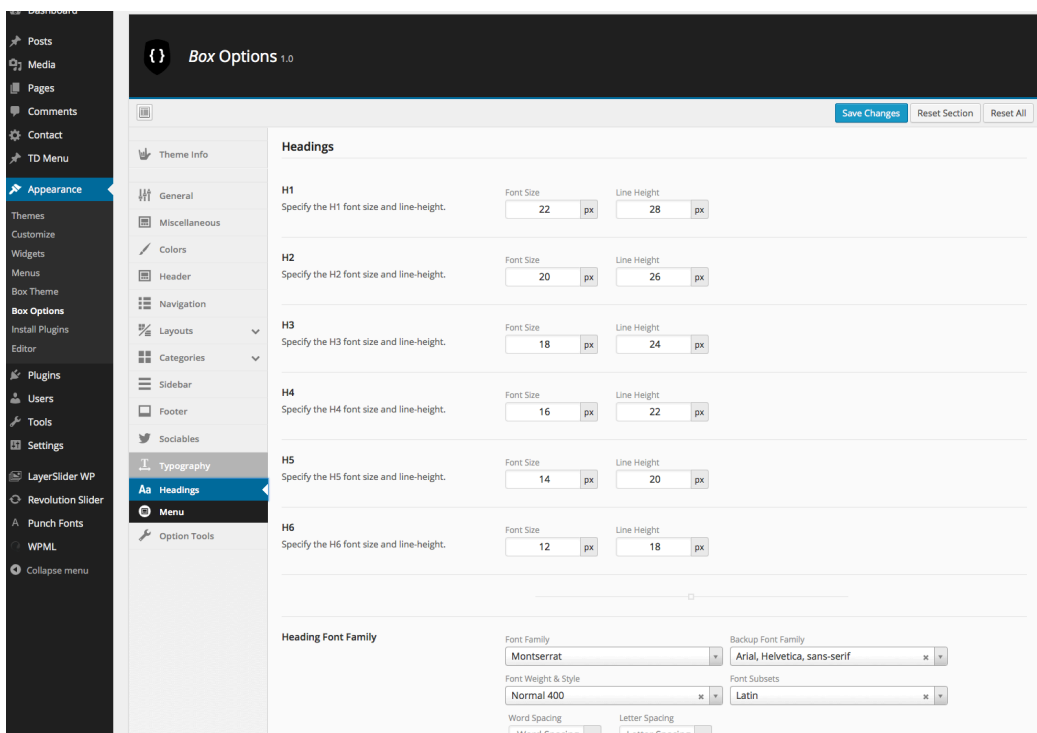 Dashboard
Posts
Media
Pages
Comments
Contact
TD Menu
Appearance
Themes
Customize
Widgets
Menus
Box Theme
Box Options
Install Plugins
Editor
Plugins
Users
Tools
Settings
LayerSlider WP
Revolution Slider
Punch Fonts
WPML
Collapse menu
{ } Box Options 1.0
Save Changes Reset Section Reset All
Theme Info
General
Miscellaneous
Colors
Header
Navigation
Layouts
Categories
Sidebar
Footer
Sociables
Typography
Aa Headings
Menu
Option Tools
Headings
H1
Specify the H1 font size and line-height.
Font Size Line Height
22 px 28 px
H2
Specify the H2 font size and line-height.
Font Size Line Height
20 px 26 px
H3
Specify the H3 font size and line-height.
Font Size Line Height
18 px 24 px
H4
Specify the H4 font size and line-height.
Font Size Line Height
16 px 22 px
H5
Specify the H5 font size and line-height.
Font Size Line Height
14 px 20 px
H6
Specify the H6 font size and line-height.
Font Size Line Height
12 px 18 px
Heading Font Family
Font Family Backup Font Family
Montserrat Arial, Helvetica, sans-serif
Font Weight & Style Font Subsets
Normal 400 Latin
Word Spacing Letter Spacing
Word Spacing Letter Spacing